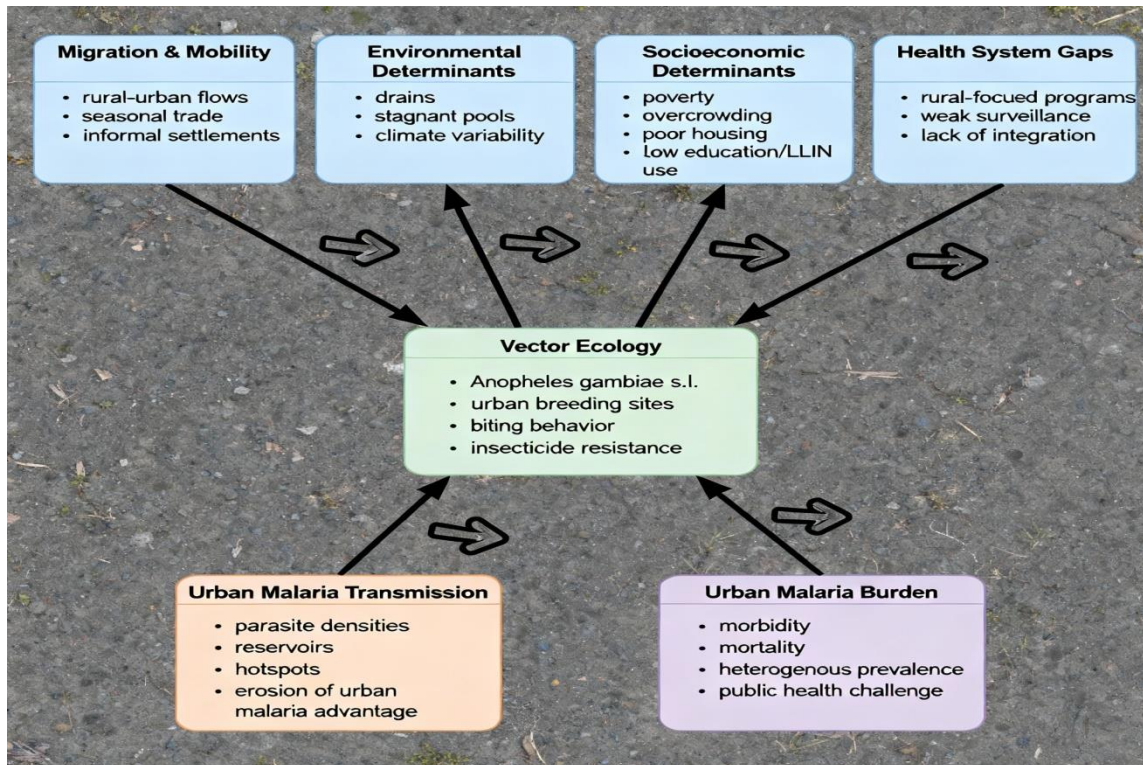 Migration & Mobility
• rural-urban flows
• seasonal trade
• informal settlements
Environmental
Determinants
• drains
• stagnant pools
• climate variability
Socioeconomic
Determinants
• poverty
• overcrowding
• poor housing
• low education/LLIN
use
Health System Gaps
• rural-focued programs
• weak surveillance
• lack of integration
Vector Ecology
• Anopheles gambiae s.l.
• urban breeding sites
• biting behavior
• insecticide resistance
Urban Malaria Transmission
• parasite densities
• reservoirs
• hotspots
• erosion of urban
malaria advantage
Urban Malaria Burden
• morbidity
• mortality
• heterogenous prevalence
• public health challenge